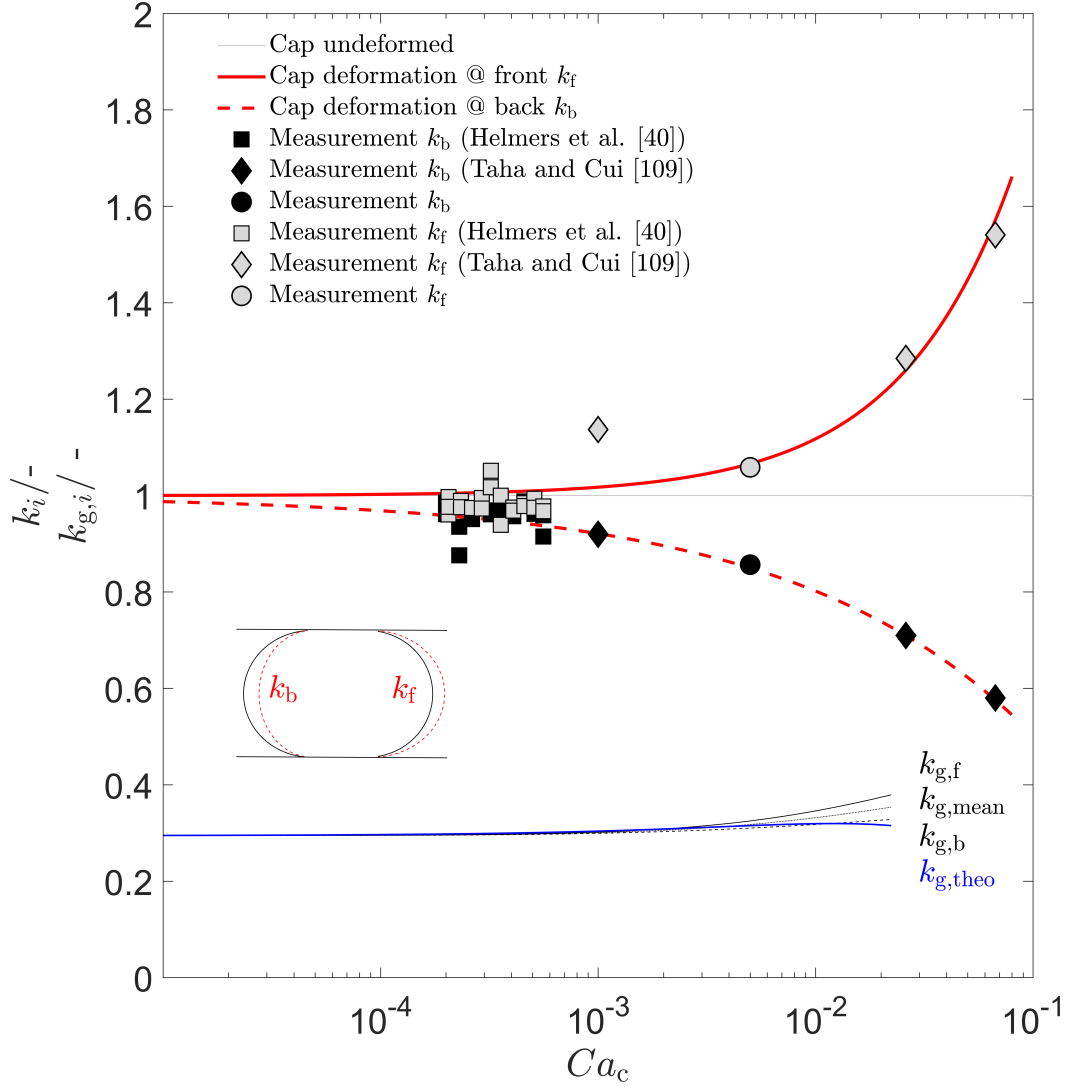 2
1.8
1.6
1.4
1.2
1
0.8
0.6
0.4
0.2
0
Cap undeformed
Cap deformation @ front k_f
Cap deformation @ back k_b
Measurement k_b (Helmers et al. [40])
Measurement k_b (Taha and Cui [109])
Measurement k_b
Measurement k_f (Helmers et al. [40])
Measurement k_f (Taha and Cui [109])
Measurement k_f
k_i/-
k_g,i/ -
k_b
k_f
k_g,f
k_g,mean
k_g,b
k_g,theo
10^-4
10^-3
10^-2
10^-1
Ca_c